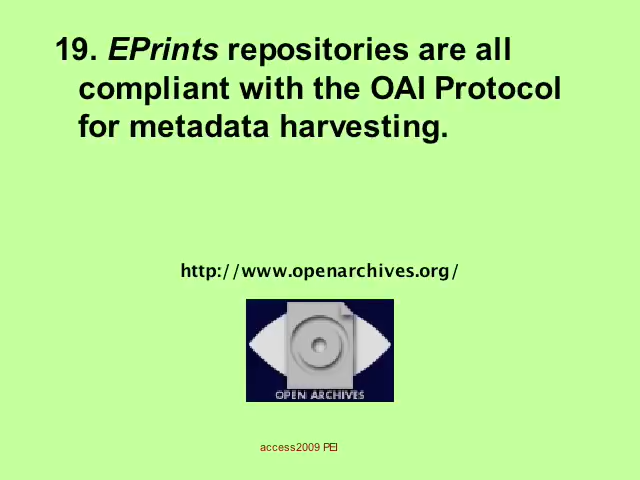 19. EPrints repositories are all
compliant with the OAI Protocol
for metadata harvesting.
http://www.openarchives.org/
OPEN ARCHIVES
access2009 PEI